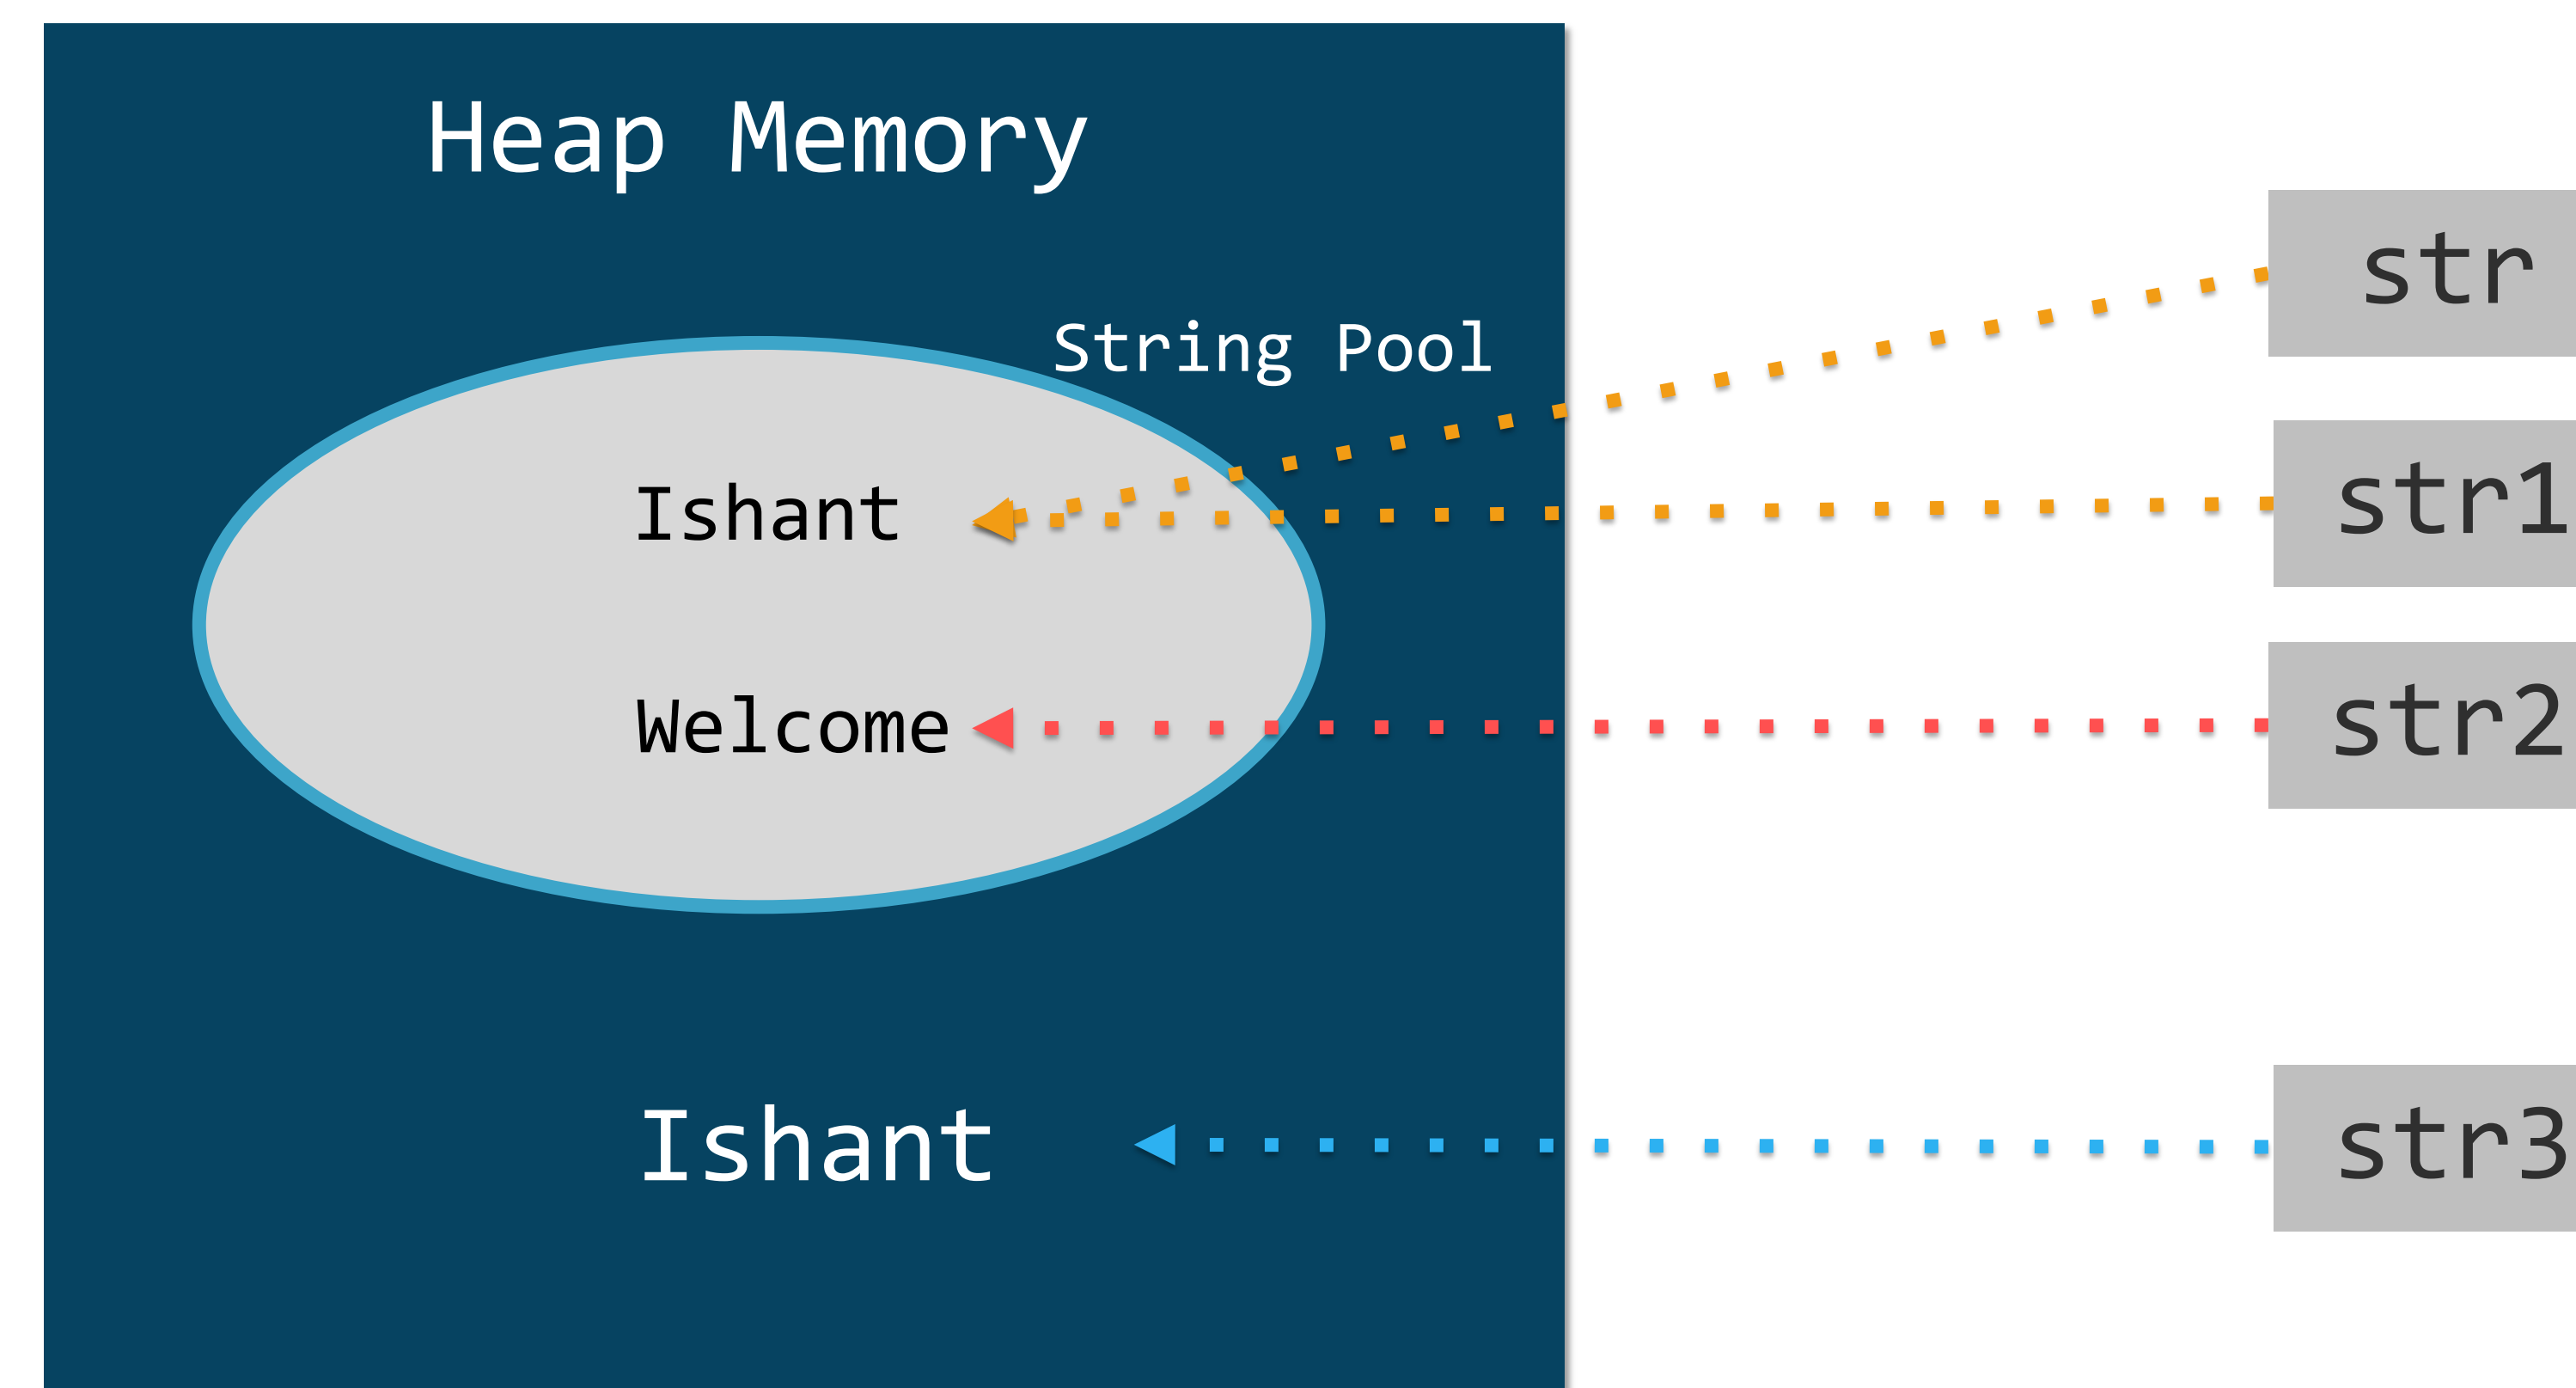 Heap Memory
str
String Pool
Ishant
str1
Welcome
str2
Ishant
str3